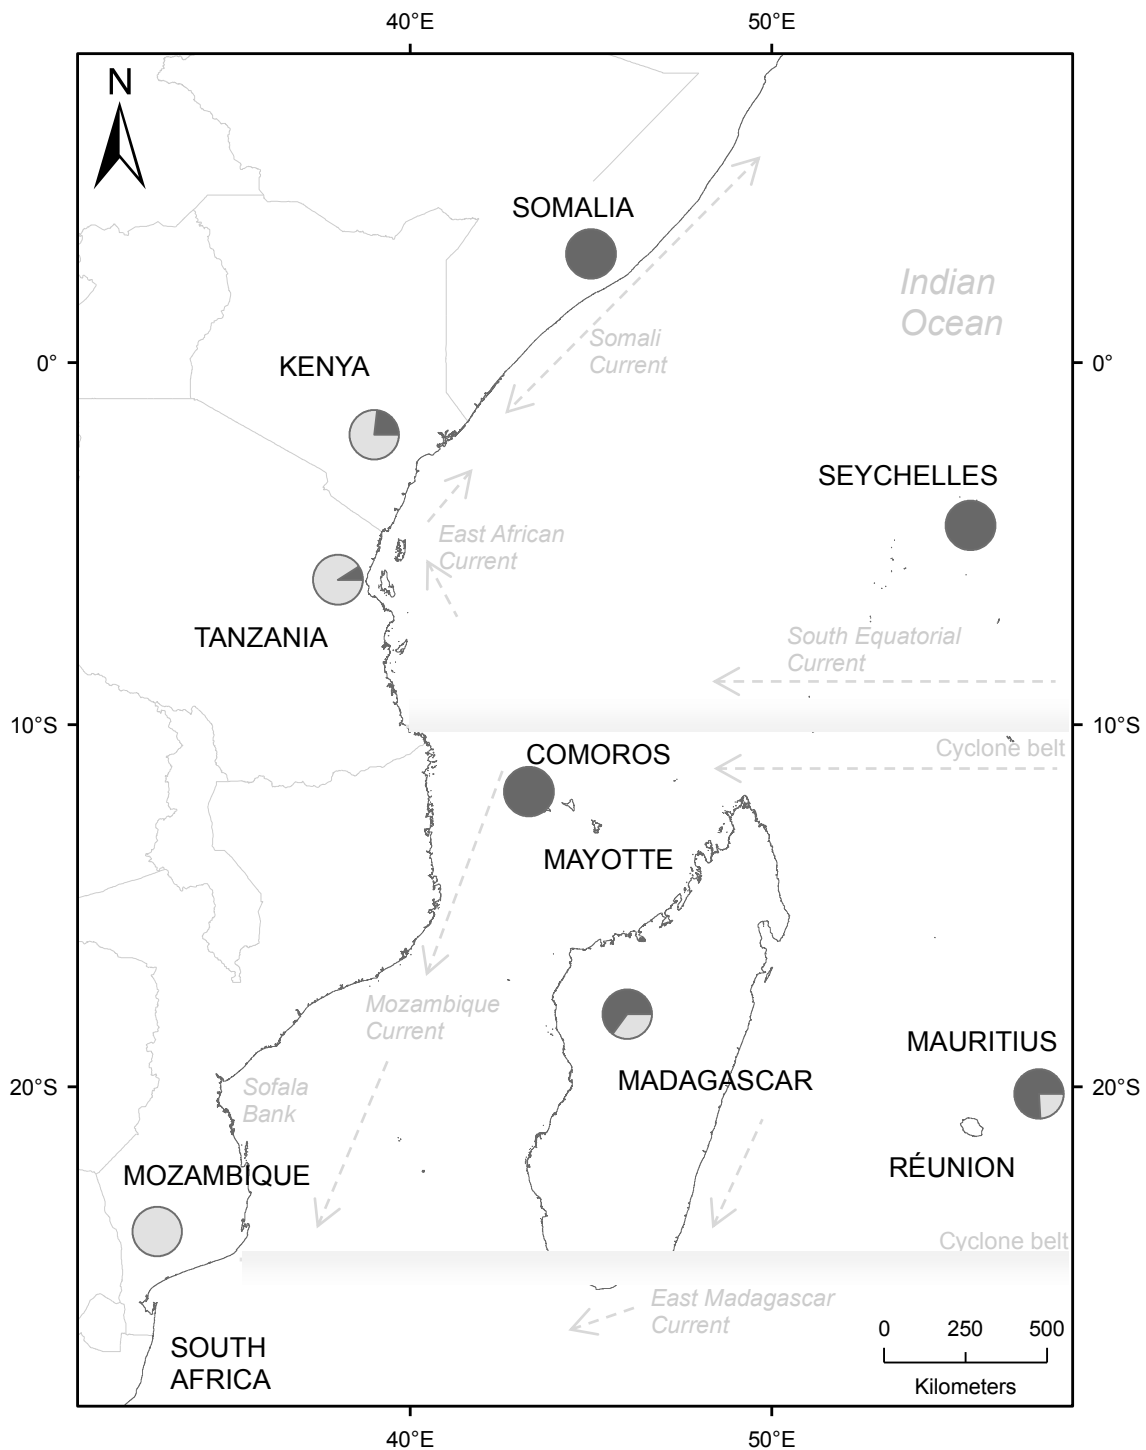 40°E
50°E
N
SOMALIA
Indian
Ocean
Somali
Current
0°
KENYA
0°
SEYCHELLES
East African
Current
TANZANIA
South Equatorial
Current
10°S
10°S
COMOROS
Cyclone belt
MAYOTTE
Mozambique
Current
MAURITIUS
MADAGASCAR
20°S
Sofala
Bank
20°S
MOZAMBIQUE
RÉUNION
Cyclone belt
East Madagascar
Current
SOUTH
AFRICA
0 250 500
Kilometers
40°E
50°E